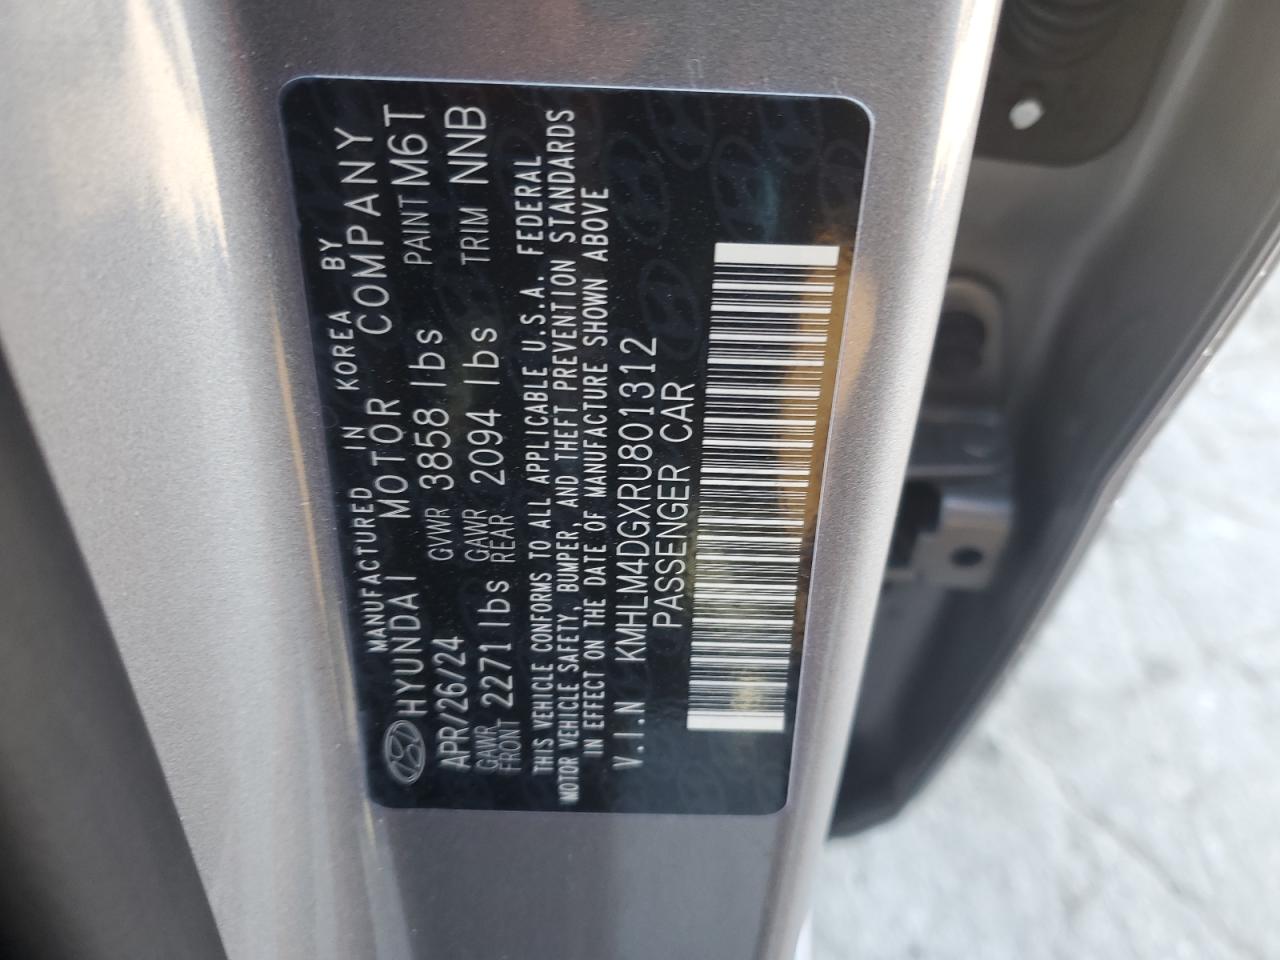 MANUFACTURED IN KOREA BY
HYUNDAI MOTOR COMPANY
APR/26/24 GVWR 3858 lbs PAINT M6T
GAWR FRONT 2271 lbs GAWR REAR 2094 lbs TRIM NNB
THIS VEHICLE CONFORMS TO ALL APPLICABLE U.S.A. FEDERAL
MOTOR VEHICLE SAFETY, BUMPER, AND THEFT PREVENTION STANDARDS
IN EFFECT ON THE DATE OF MANUFACTURE SHOWN ABOVE
V.I.N KMHLM4DGXRU801312
PASSENGER CAR